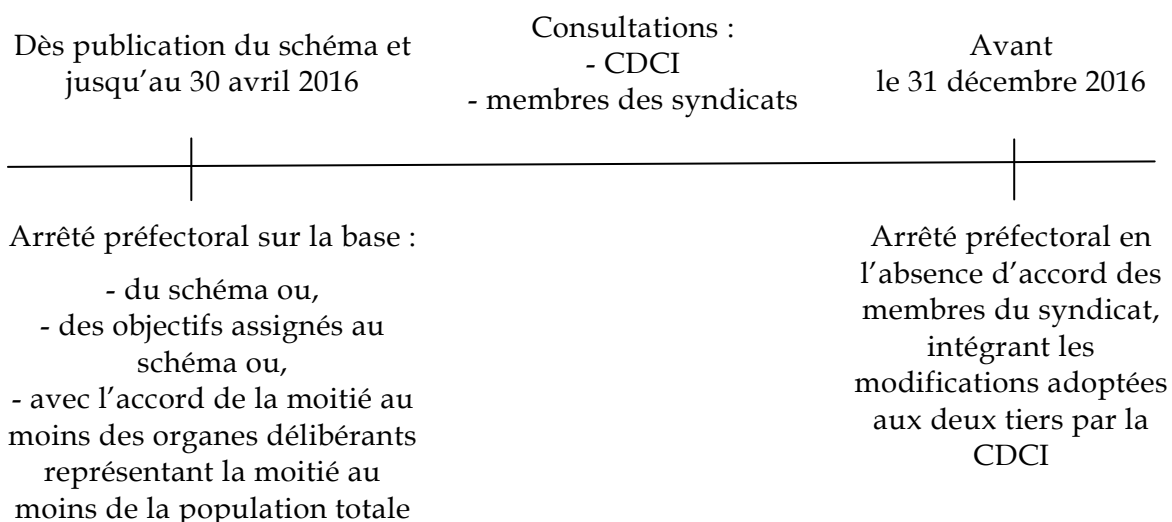 Dès publication du schéma et
jusqu’au 30 avril 2016
Consultations :
- CDCI
- membres des syndicats
Avant
le 31 décembre 2016
Arrêté préfectoral sur la base :
- du schéma ou,
- des objectifs assignés au
schéma ou,
- avec l’accord de la moitié au
moins des organes délibérants
représentant la moitié au
moins de la population totale
Arrêté préfectoral en
l’absence d’accord des
membres du syndicat,
intégrant les
modifications adoptées
aux deux tiers par la
CDCI